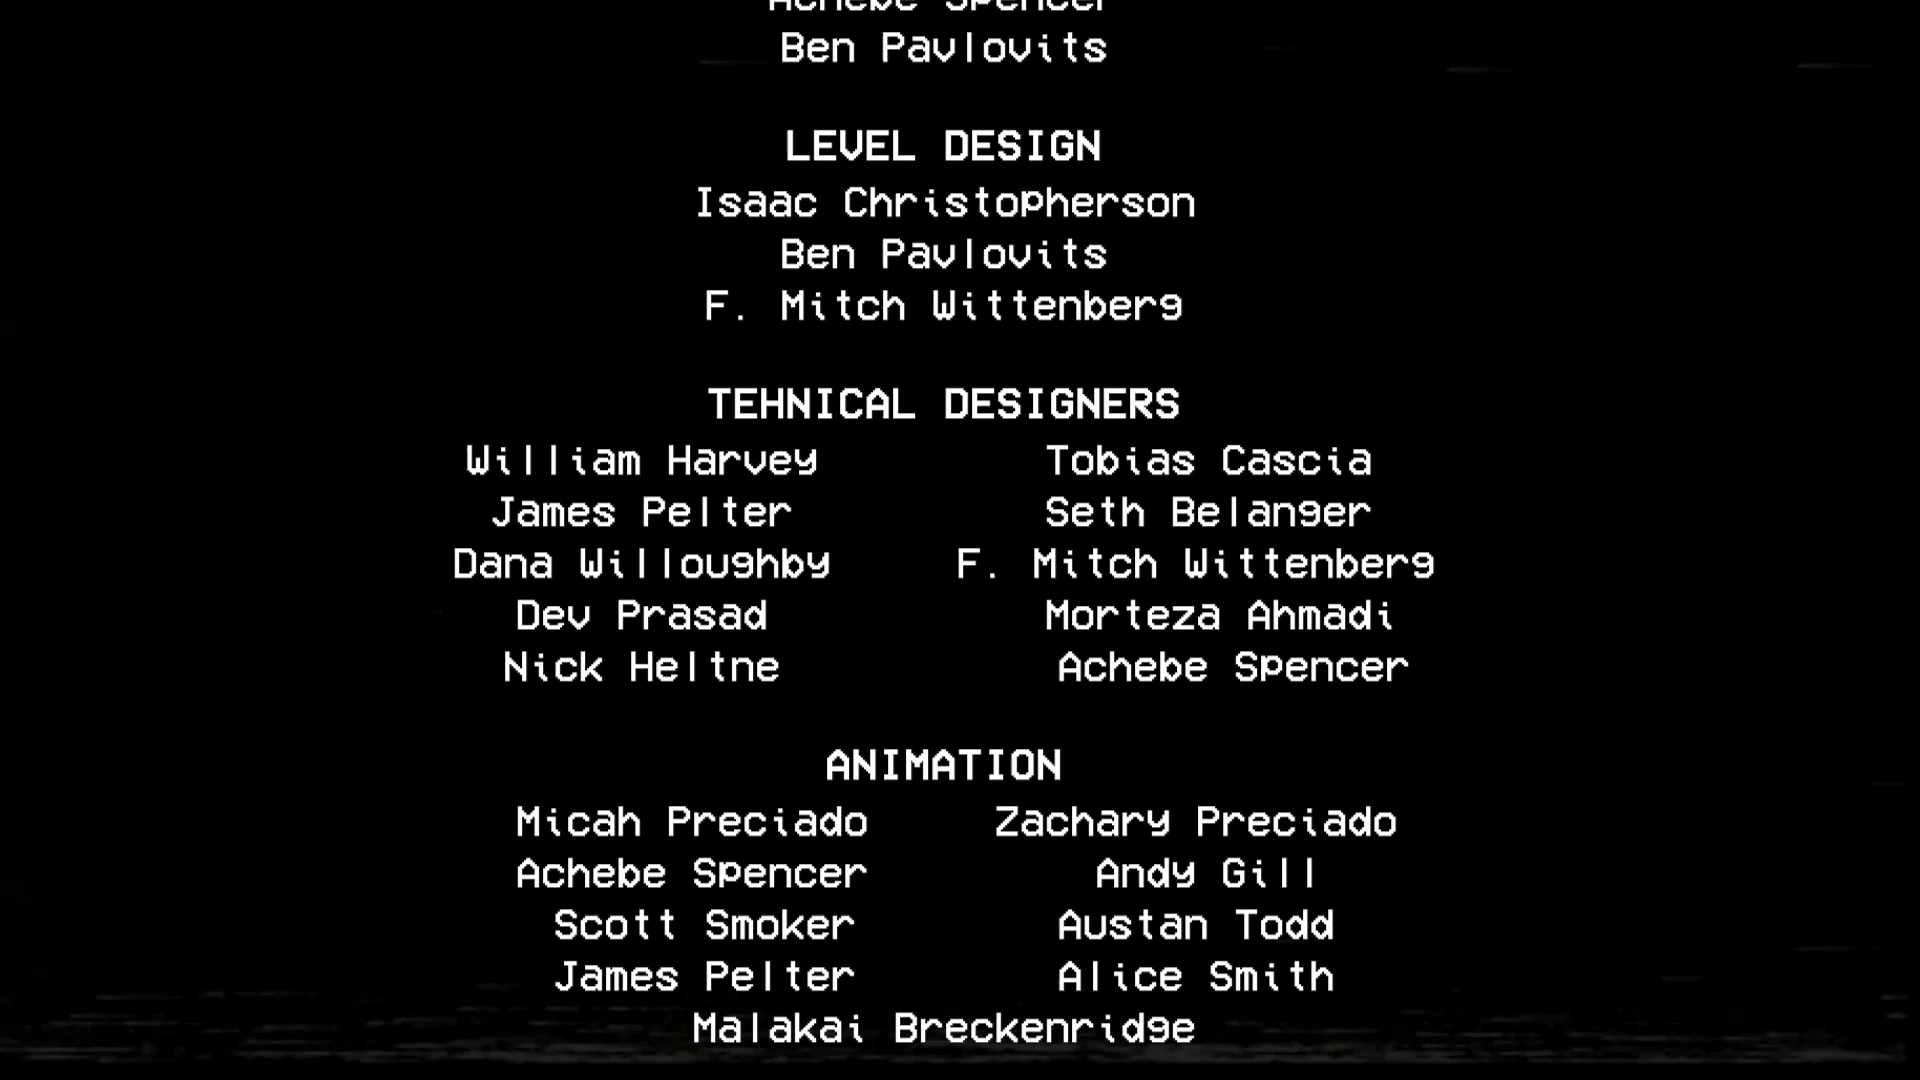 Achebe Spencer
Ben Pavlovits
LEVEL DESIGN
Isaac Christopherson
Ben Pavlovits
F. Mitch Wittenberg
TEHNICAL DESIGNERS
William Harvey Tobias Cascia
James Pelter Seth Belanger
Dana Willoughby F. Mitch Wittenberg
Dev Prasad Morteza Ahmadi
Nick Heltne Achebe Spencer
ANIMATION
Micah Preciado Zachary Preciado
Achebe Spencer Andy Gill
Scott Smoker Austan Todd
James Pelter Alice Smith
Malakai Breckenridge